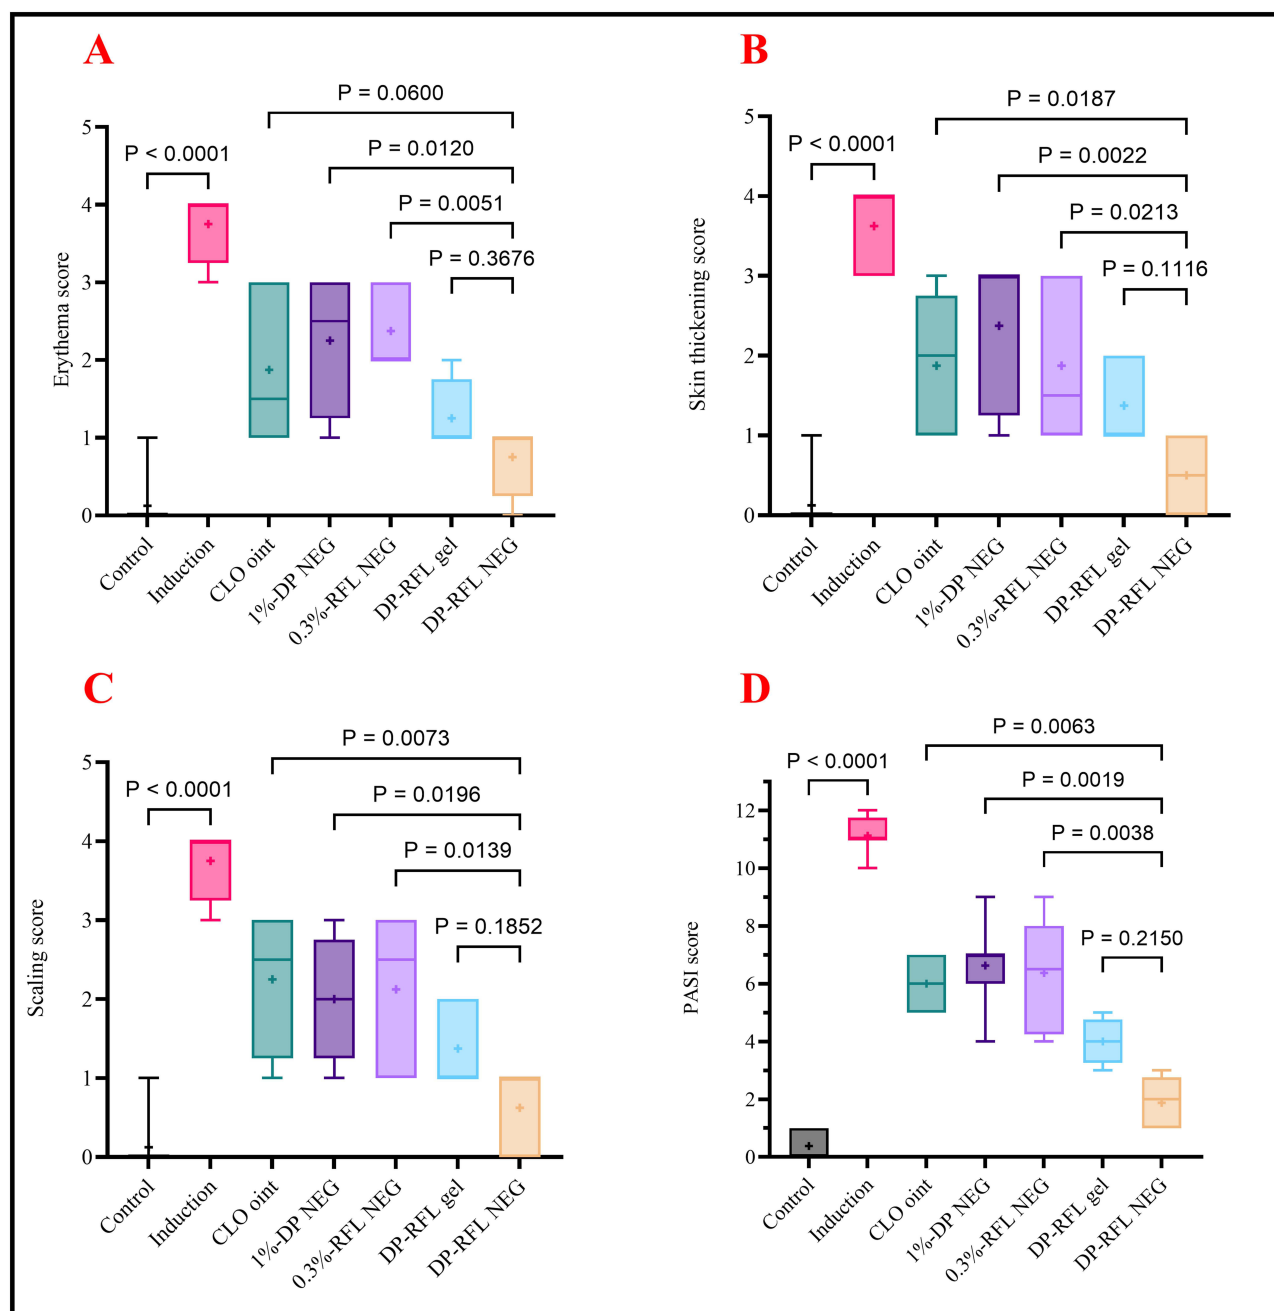 A
P = 0.0600
P = 0.0120
P < 0.0001
P = 0.0051
P = 0.3676
Erythema score
5
4
3
2
1
0
Control
Induction
CLO oint
1%-DP NEG
0.3%-RFL NEG
DP-RFL gel
DP-RFL NEG
B
P = 0.0187
P < 0.0001
P = 0.0022
P = 0.0213
P = 0.1116
Skin thickening score
5
4
3
2
1
0
Control
Induction
CLO oint
1%-DP NEG
0.3%-RFL NEG
DP-RFL gel
DP-RFL NEG
C
P = 0.0073
P < 0.0001
P = 0.0196
P = 0.0139
P = 0.1852
Scaling score
5
4
3
2
1
0
Control
Induction
CLO oint
1%-DP NEG
0.3%-RFL NEG
DP-RFL gel
DP-RFL NEG
D
P = 0.0063
P < 0.0001
P = 0.0019
P = 0.0038
P = 0.2150
PASI score
12
10
8
6
4
2
0
Control
Induction
CLO oint
1%-DP NEG
0.3%-RFL NEG
DP-RFL gel
DP-RFL NEG